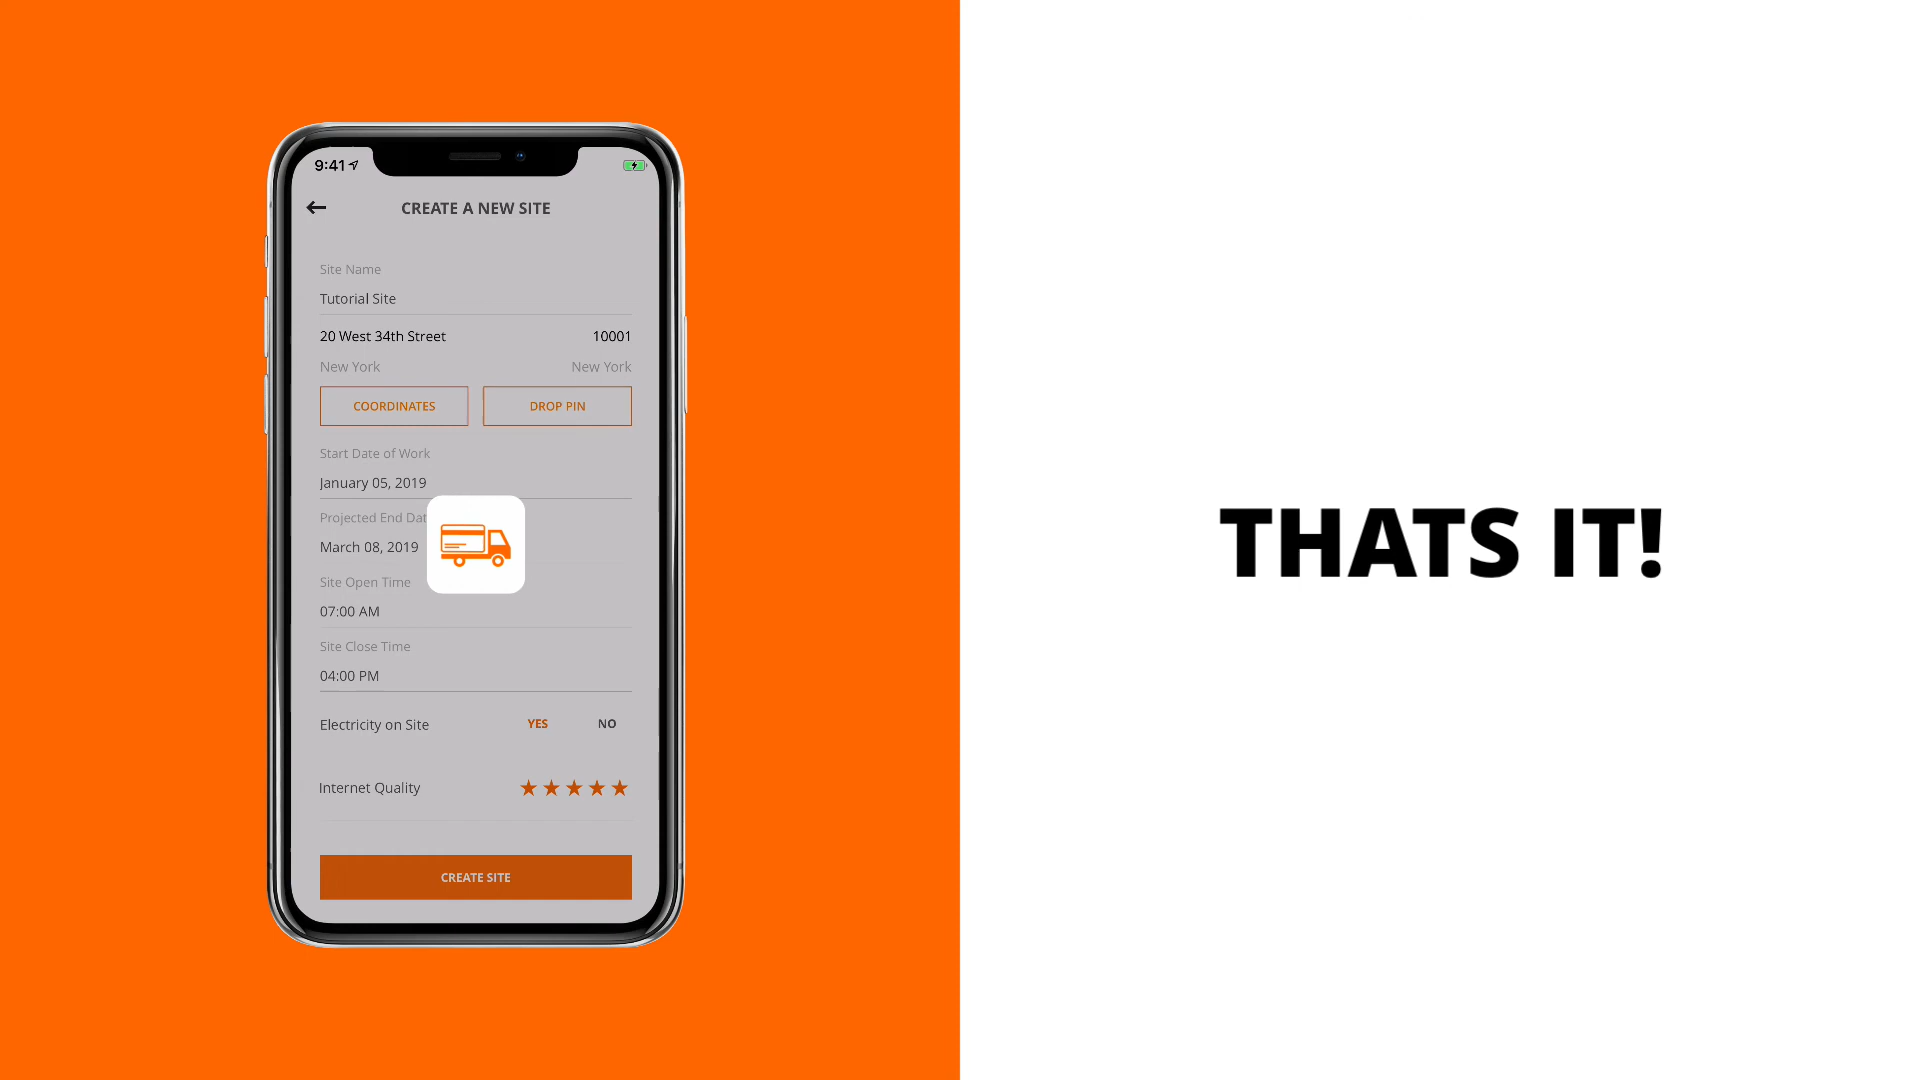 9:41
CREATE A NEW SITE
Site Name
Tutorial Site
20 West 34th Street 10001
New York New York
COORDINATES DROP PIN
Start Date of Work
January 05, 2019
Projected End Dat
March 08, 2019
Site Open Time
07:00 AM
Site Close Time
04:00 PM
Electricity on Site YES NO
Internet Quality
CREATE SITE
THATS IT!